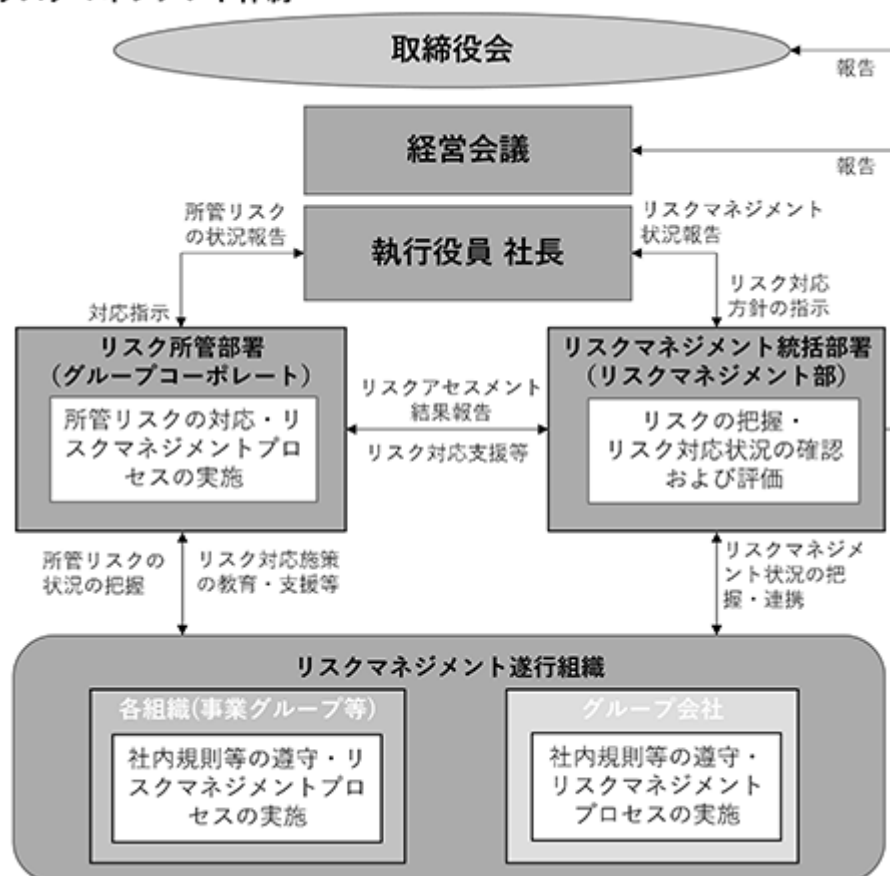 取締役会
報告
経営会議
報告
所管リスク
の状況報告
リスクマネジメント
状況報告
執行役員 社長
対応指示
リスク対応
方針の指示
リスク所管部署
(グループコーポレート)
所管リスクの対応・リ
スクマネジメントプロ
セスの実施
リスクアセスメント
結果報告
リスク対応支援等
リスクマネジメント統括部署
(リスクマネジメント部)
リスクの把握・
リスク対応状況の確認
および評価
所管リスクの
状況の把握
リスク対応施策
の教育・支援等
リスクマネジメ
ント状況の把
握・連携
リスクマネジメント遂行組織
各組織(事業グループ等)
社内規則等の遵守・リ
スクマネジメントプロ
セスの実施
グループ会社
社内規則等の遵守・
リスクマネジメント
プロセスの実施